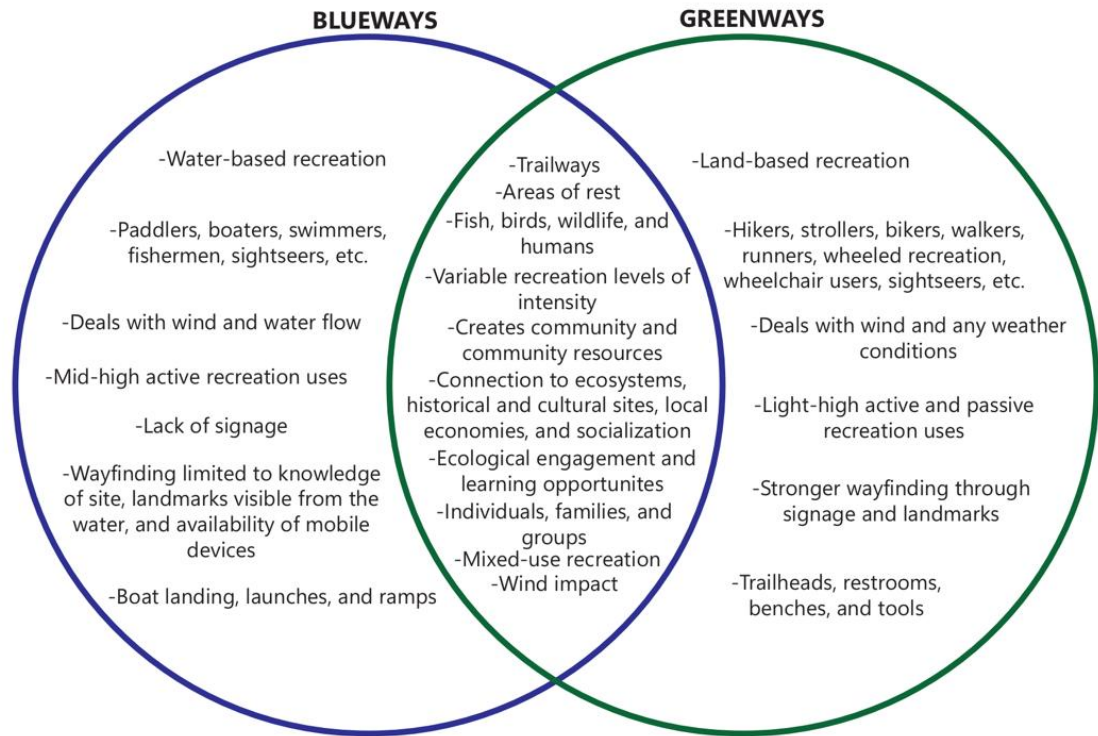 BLUEWAYS
GREENWAYS
-Water-based recreation
-Paddlers, boaters, swimmers,
fishermen, sightseers, etc.
-Deals with wind and water flow
-Mid-high active recreation uses
-Lack of signage
-Wayfinding limited to knowledge
of site, landmarks visible from the
water, and availability of mobile
devices
-Boat landing, launches, and ramps
-Trailways
-Areas of rest
-Fish, birds, wildlife, and
humans
-Variable recreation levels of
intensity
-Creates community and
community resources
-Connection to ecosystems,
historical and cultural sites, local
economies, and socialization
-Ecological engagement and
learning opportunites
-Individuals, families, and
groups
-Mixed-use recreation
-Wind impact
-Land-based recreation
-Hikers, strollers, bikers, walkers,
runners, wheeled recreation,
wheelchair users, sightseers, etc.
-Deals with wind and any weather
conditions
-Light-high active and passive
recreation uses
-Stronger wayfinding through
signage and landmarks
-Trailheads, restrooms,
benches, and tools